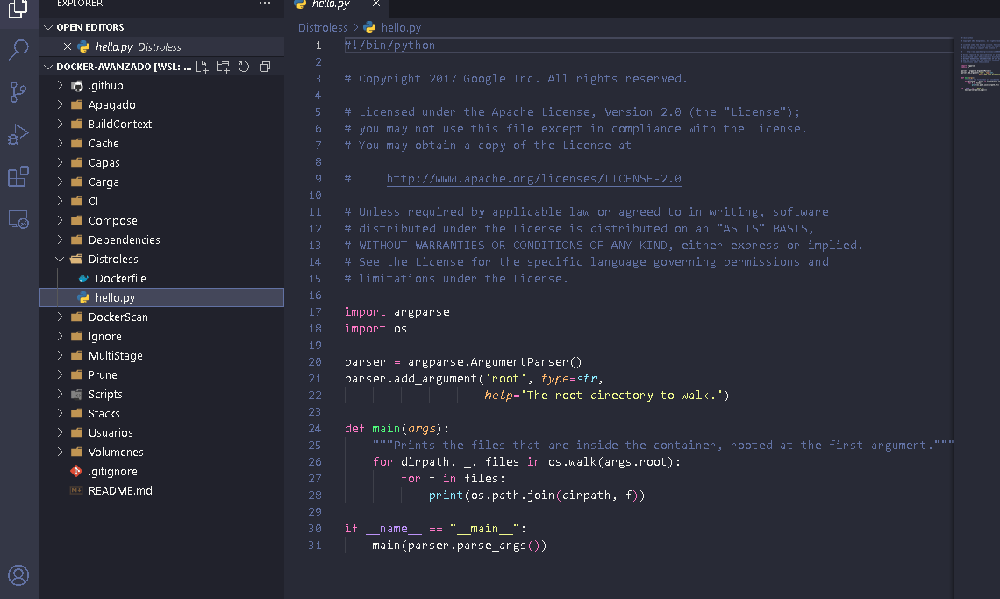 EXPLORER
OPEN EDITORS
hello.py Distroless
DOCKER-AVANZADO [WSL: ...
.github
Apagado
BuildContext
Cache
Capas
Carga
CI
Compose
Dependencies
Distroless
Dockerfile
hello.py
DockerScan
Ignore
MultiStage
Prune
Scripts
Stacks
Usuarios
Volumenes
.gitignore
README.md
hello.py
Distroless > hello.py
1 #!/bin/python
2
3 # Copyright 2017 Google Inc. All rights reserved.
4
5 # Licensed under the Apache License, Version 2.0 (the "License");
6 # you may not use this file except in compliance with the License.
7 # You may obtain a copy of the License at
8
9 #     http://www.apache.org/licenses/LICENSE-2.0
10
11 # Unless required by applicable law or agreed to in writing, software
12 # distributed under the License is distributed on an "AS IS" BASIS,
13 # WITHOUT WARRANTIES OR CONDITIONS OF ANY KIND, either express or implied.
14 # See the License for the specific language governing permissions and
15 # limitations under the License.
16
17 import argparse
18 import os
19
20 parser = argparse.ArgumentParser()
21 parser.add_argument('root', type=str,
22                     help='The root directory to walk.')
23
24 def main(args):
25     """Prints the files that are inside the container, rooted at the first argument."""
26     for dirpath, _, files in os.walk(args.root):
27         for f in files:
28             print(os.path.join(dirpath, f))
29
30 if __name__ == "__main__":
31     main(parser.parse_args())